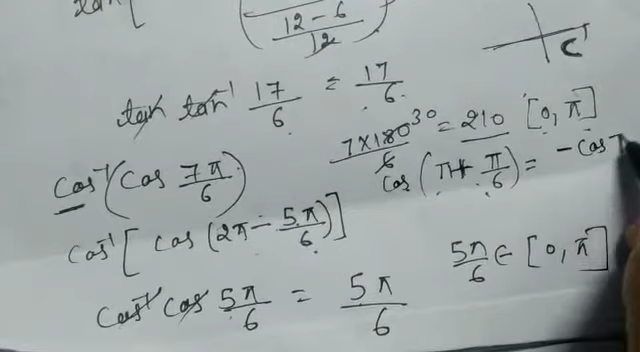 12 - 6
12
tan tan⁻¹ 17/6 = 17/6
C
7×180/6 30 = 210 [0, π]
Cos⁻¹(Cos 7π/6)
cos(π + π/6) = - cos
Cos⁻¹[cos(2π - 5π/6)]
5π/6 ∈ [0, π]
Cos⁻¹ cos 5π/6 = 5π/6